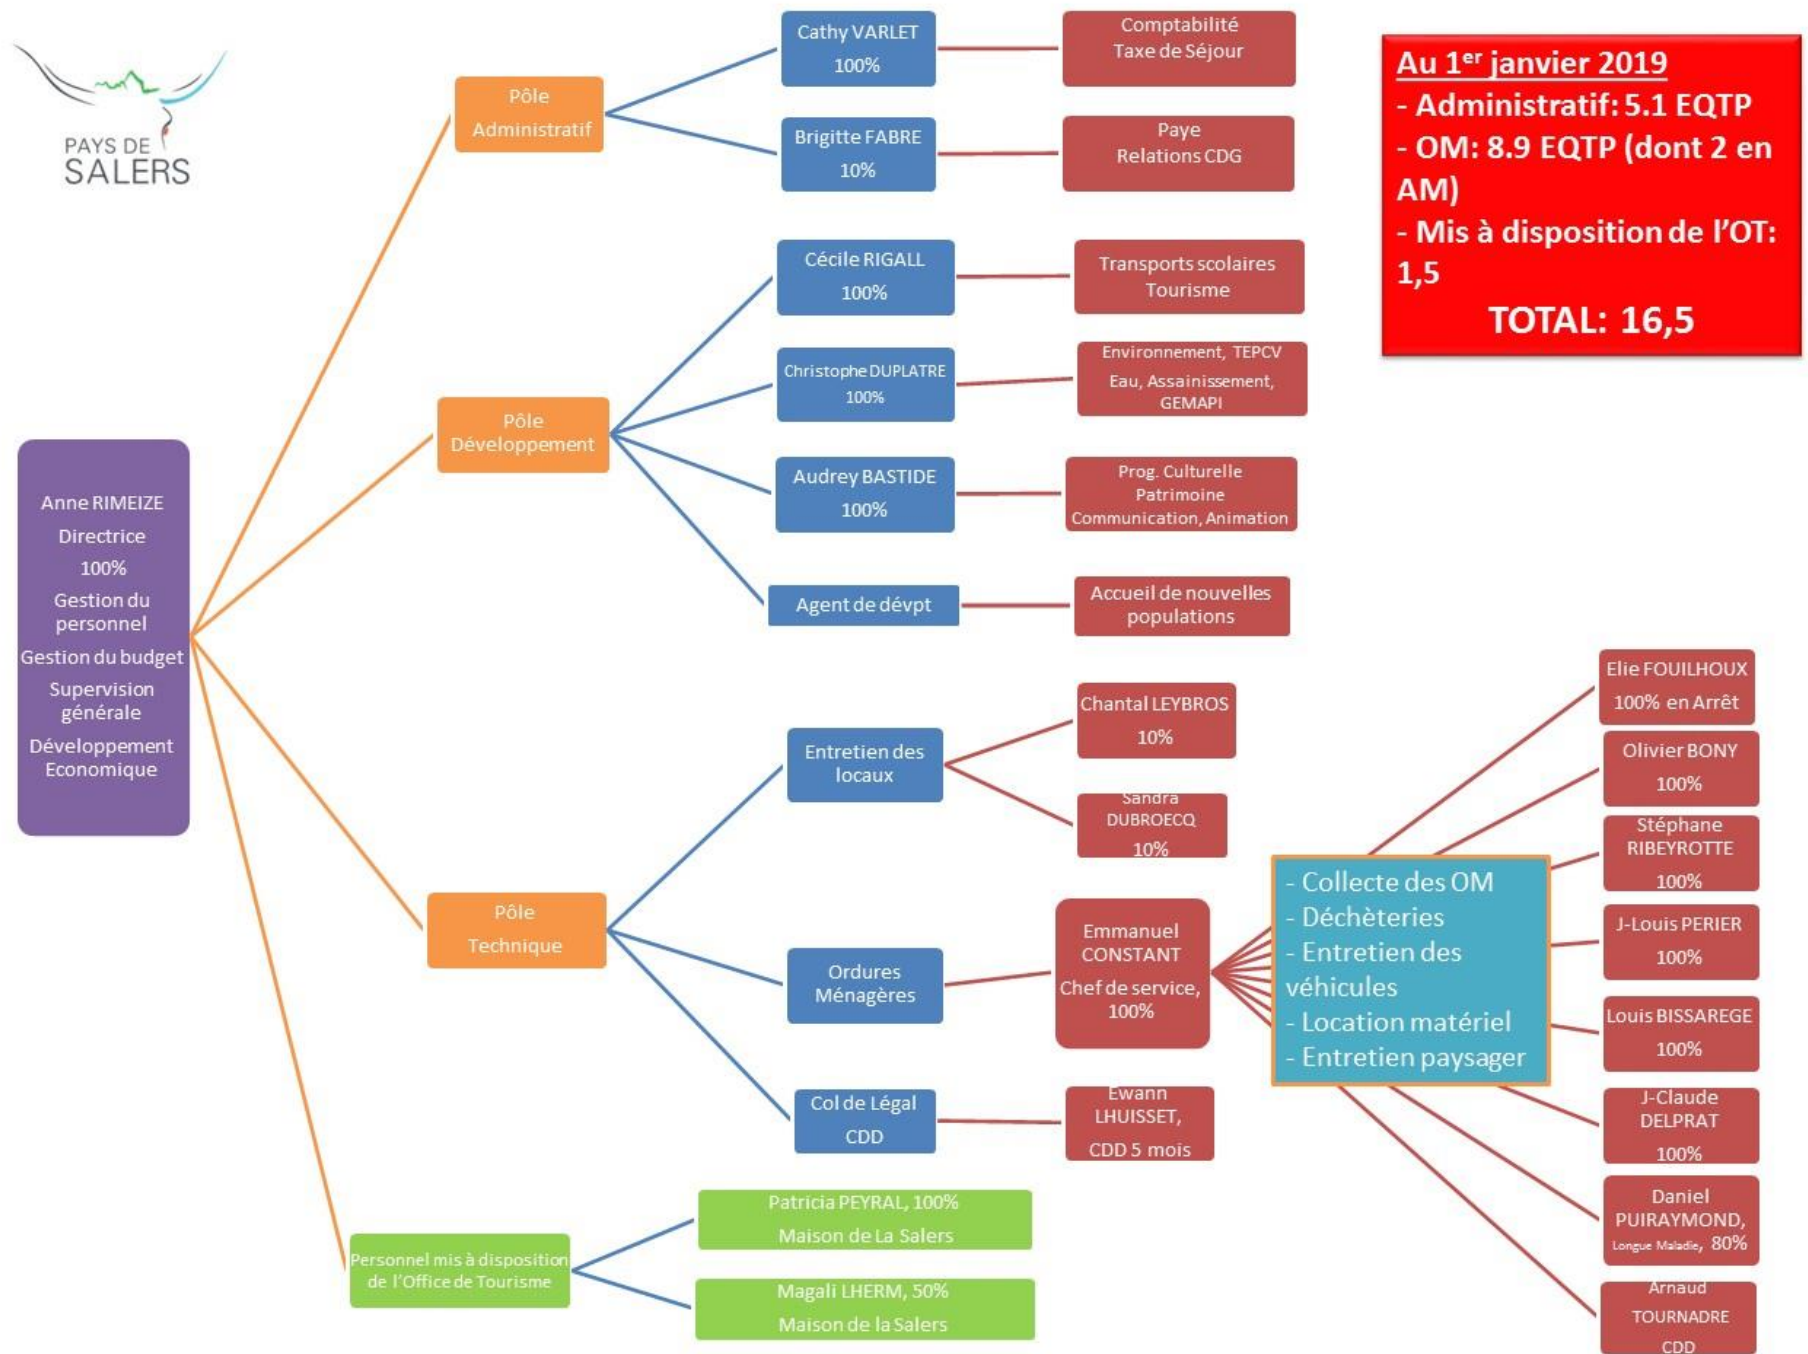 PAYS DE
SALERS
Anne RIMEIZE
Directrice
100%
Gestion du
personnel
Gestion du budget
Supervision
générale
Développement
Economique
Pôle
Administratif
Cathy VARLET
100%
Comptabilité
Taxe de Séjour
Brigitte FABRE
10%
Paye
Relations CDG
Pôle
Développement
Cécile RIGALL
100%
Transports scolaires
Tourisme
Christophe DUPLATRE
100%
Environnement, TEPCV
Eau, Assainissement,
GEMAPI
Audrey BASTIDE
100%
Prog. Culturelle
Patrimoine
Communication, Animation
Agent de dévpt
Accueil de nouvelles
populations
Pôle
Technique
Entretien des
locaux
Chantal LEYBROS
10%
Sandra
DUBROECQ
10%
Ordures
Ménagères
Emmanuel
CONSTANT
Chef de service,
100%
- Collecte des OM
- Déchèteries
- Entretien des
véhicules
- Location matériel
- Entretien paysager
Elie FOUILHOUX
100% en Arrêt
Olivier BONY
100%
Stéphane
RIBEYROTTE
100%
J-Louis PERIER
100%
Louis BISSAREGE
100%
J-Claude
DELPRAT
100%
Daniel
PUIRAYMOND,
Longue Maladie, 80%
Arnaud
TOURNADRE
CDD
Col de Légal
CDD
Ewann
LHUISSET,
CDD 5 mois
Personnel mis à disposition
de l'Office de Tourisme
Patricia PEYRAL, 100%
Maison de La Salers
Magali LHERM, 50%
Maison de la Salers
Au 1er janvier 2019
- Administratif: 5.1 EQTP
- OM: 8.9 EQTP (dont 2 en
AM)
- Mis à disposition de l'OT:
1,5
TOTAL: 16,5